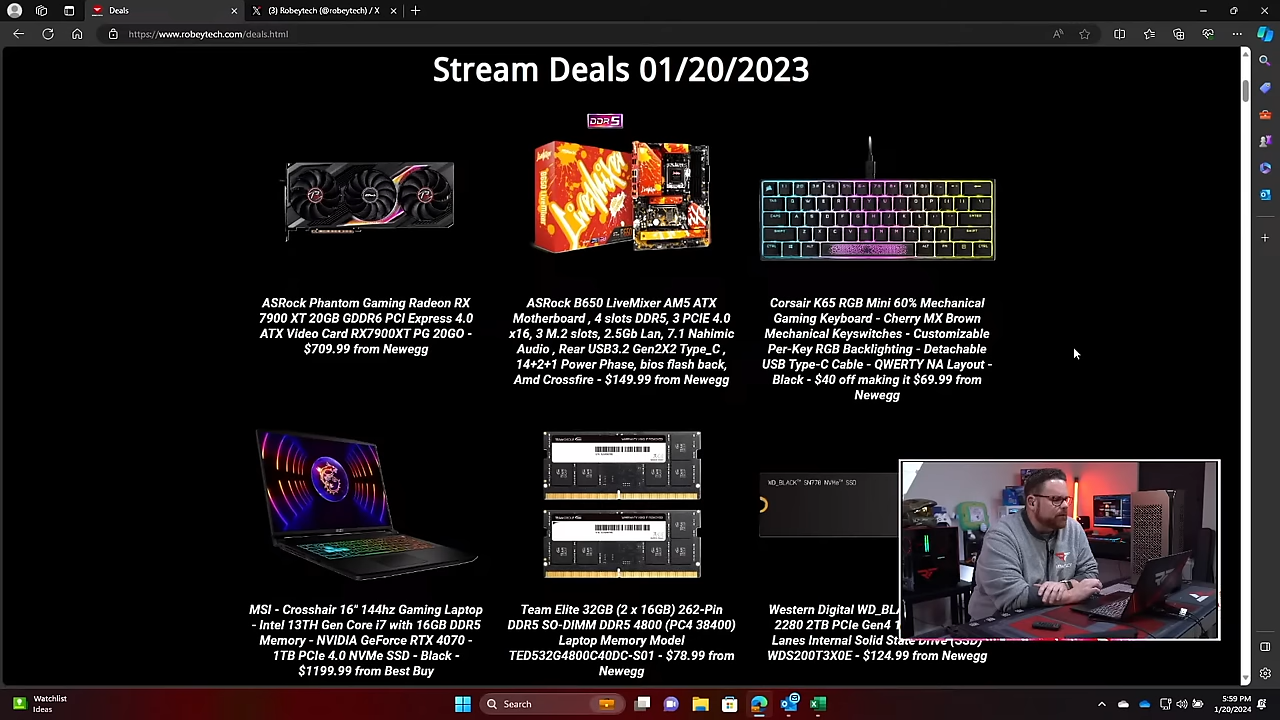 Deals
(3) Robeytech (@robeytech) / X
https://www.robeytech.com/deals.html
Stream Deals 01/20/2023
DDR5
LiveMixer
ASRock Phantom Gaming Radeon RX
7900 XT 20GB GDDR6 PCI Express 4.0
ATX Video Card RX7900XT PG 20GO -
$709.99 from Newegg
ASRock B650 LiveMixer AM5 ATX
Motherboard , 4 slots DDR5, 3 PCIE 4.0
x16, 3 M.2 slots, 2.5Gb Lan, 7.1 Nahimic
Audio , Rear USB3.2 Gen2X2 Type_C ,
14+2+1 Power Phase, bios flash back,
Amd Crossfire - $149.99 from Newegg
Corsair K65 RGB Mini 60% Mechanical
Gaming Keyboard - Cherry MX Brown
Mechanical Keyswitches - Customizable
Per-Key RGB Backlighting - Detachable
USB Type-C Cable - QWERTY NA Layout -
Black - $40 off making it $69.99 from
Newegg
WD_BLACK™ SN770 NVMe™ SSD
MSI - Crosshair 16" 144hz Gaming Laptop
- Intel 13TH Gen Core i7 with 16GB DDR5
Memory - NVIDIA GeForce RTX 4070 -
1TB PCIe 4.0 NVMe SSD - Black -
$1199.99 from Best Buy
Team Elite 32GB (2 x 16GB) 262-Pin
DDR5 SO-DIMM DDR5 4800 (PC4 38400)
Laptop Memory Model
TED532G4800C40DC-S01 - $78.99 from
Newegg
Western Digital WD_BLA
2280 2TB PCIe Gen4 1
Lanes Internal Solid State Drive (SSD)
WDS200T3X0E - $124.99 from Newegg
Watchlist
Ideas
Search
5:59 PM
1/20/2024